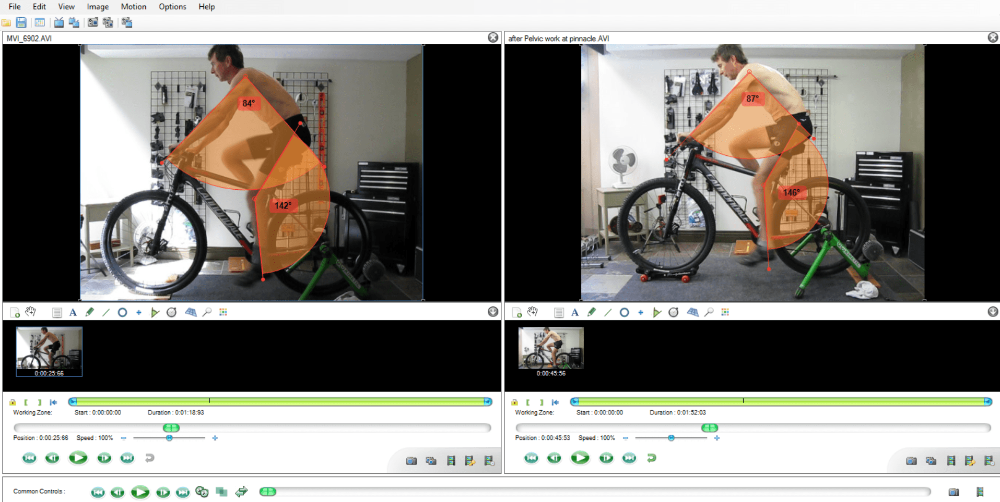 File Edit View Image Motion Options Help
MVI_6902.AVI
84°
142°
CANNONDALE
0:00:25:66
Working Zone: Start : 0:00:00:00 Duration : 0:01:18:93
Position : 0:00:25:66 Speed : 100%
after Pelvic work at pinnacle.AVI
87°
146°
CANNONDALE
0:00:45:56
Working Zone: Start : 0:00:00:00 Duration : 0:01:52:03
Position : 0:00:45:53 Speed : 100%
Common Controls :